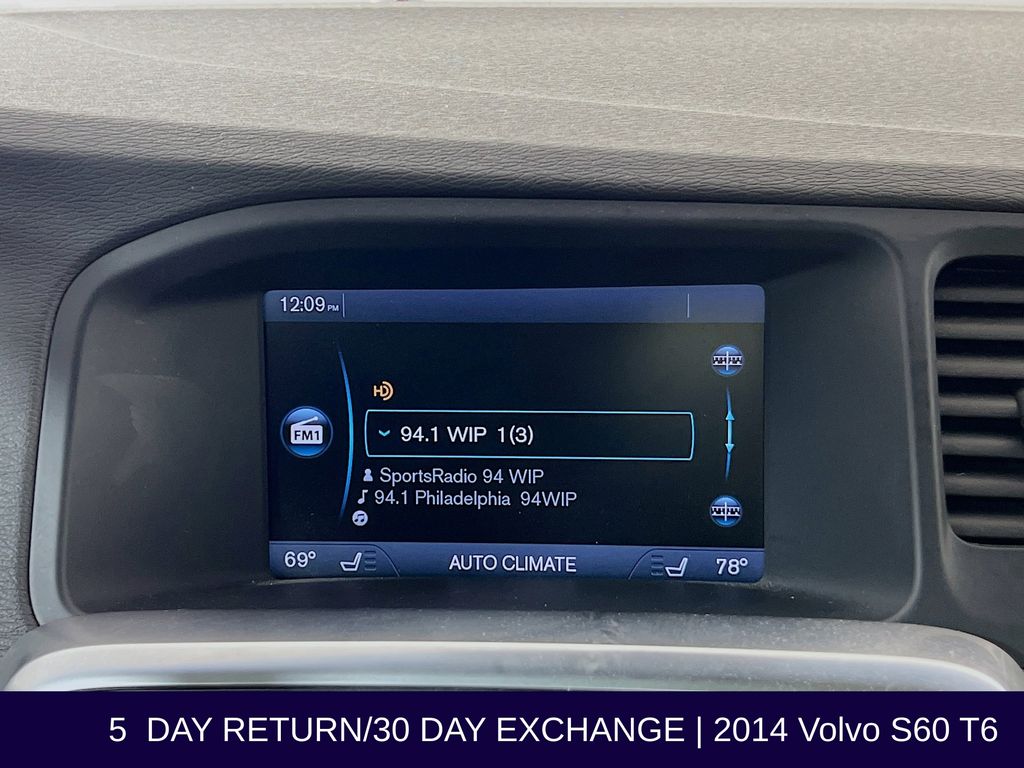 12:09 PM
HD
94.1 WIP 1(3)
FM1
SportsRadio 94 WIP
94.1 Philadelphia 94WIP
69° AUTO CLIMATE 78°
5 DAY RETURN/30 DAY EXCHANGE | 2014 Volvo S60 T6